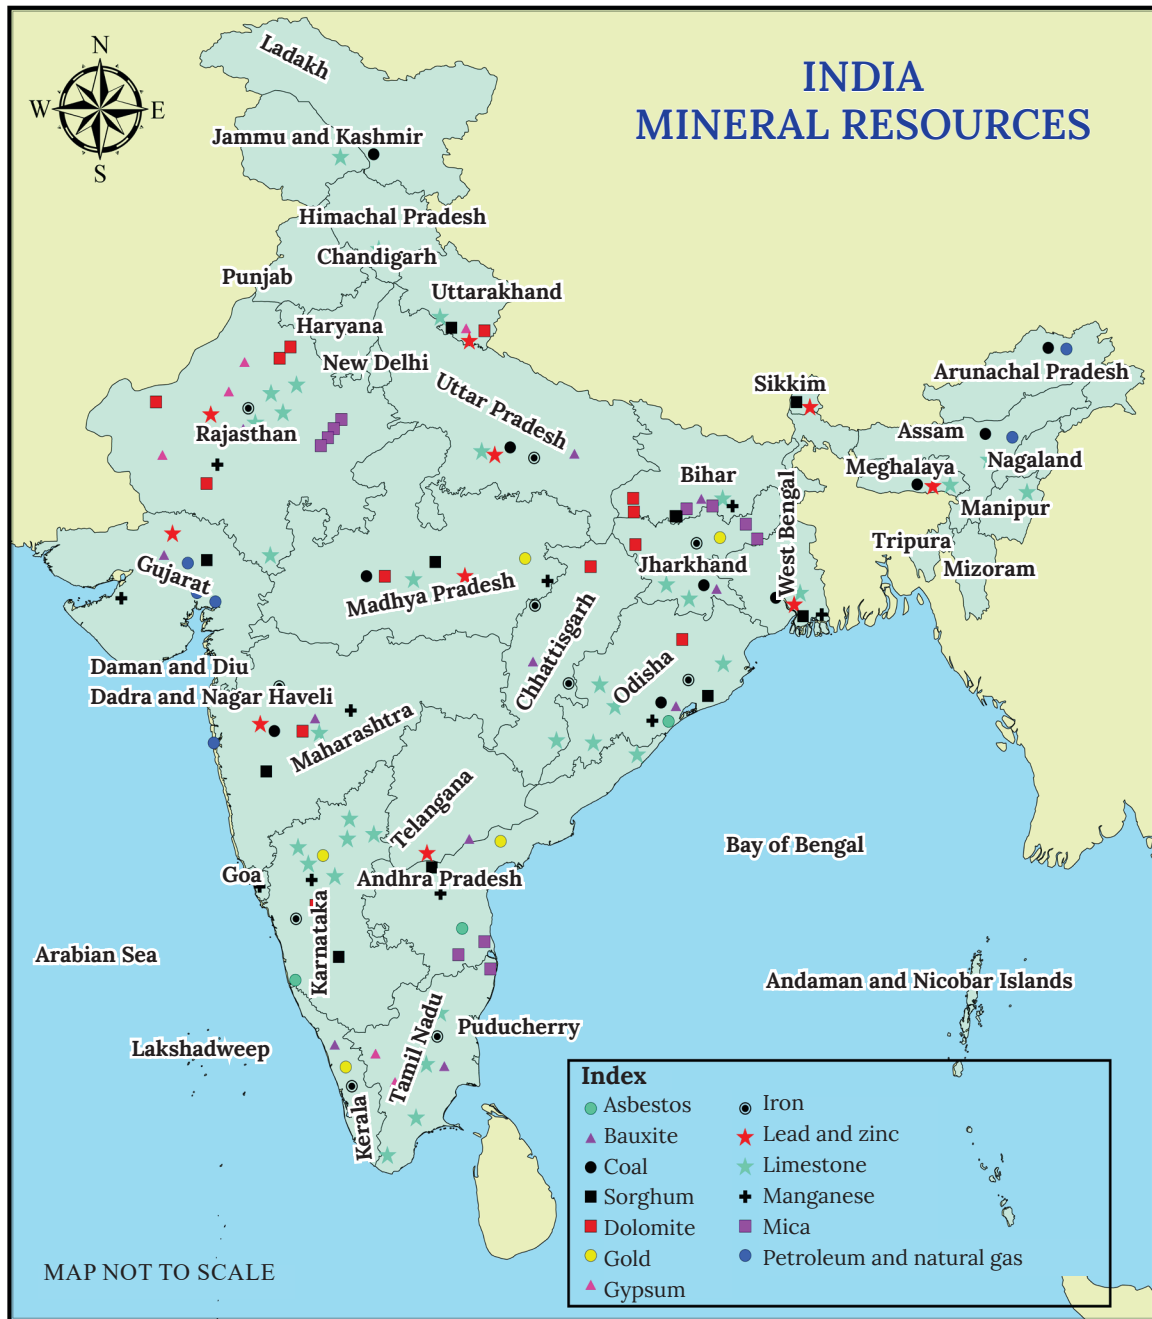 INDIA
MINERAL RESOURCES
N
W
E
S
Ladakh
Jammu and Kashmir
Himachal Pradesh
Chandigarh
Punjab
Uttarakhand
Haryana
New Delhi
Uttar Pradesh
Rajasthan
Sikkim
Arunachal Pradesh
Assam
Nagaland
Meghalaya
Manipur
Bihar
West Bengal
Tripura
Mizoram
Gujarat
Madhya Pradesh
Jharkhand
Chhattisgarh
Odisha
Daman and Diu
Dadra and Nagar Haveli
Maharashtra
Telangana
Bay of Bengal
Goa
Andhra Pradesh
Karnataka
Arabian Sea
Andaman and Nicobar Islands
Tamil Nadu
Puducherry
Lakshadweep
Kerala
Index
Asbestos
Bauxite
Coal
Sorghum
Dolomite
Gold
Gypsum
Iron
Lead and zinc
Limestone
Manganese
Mica
Petroleum and natural gas
MAP NOT TO SCALE